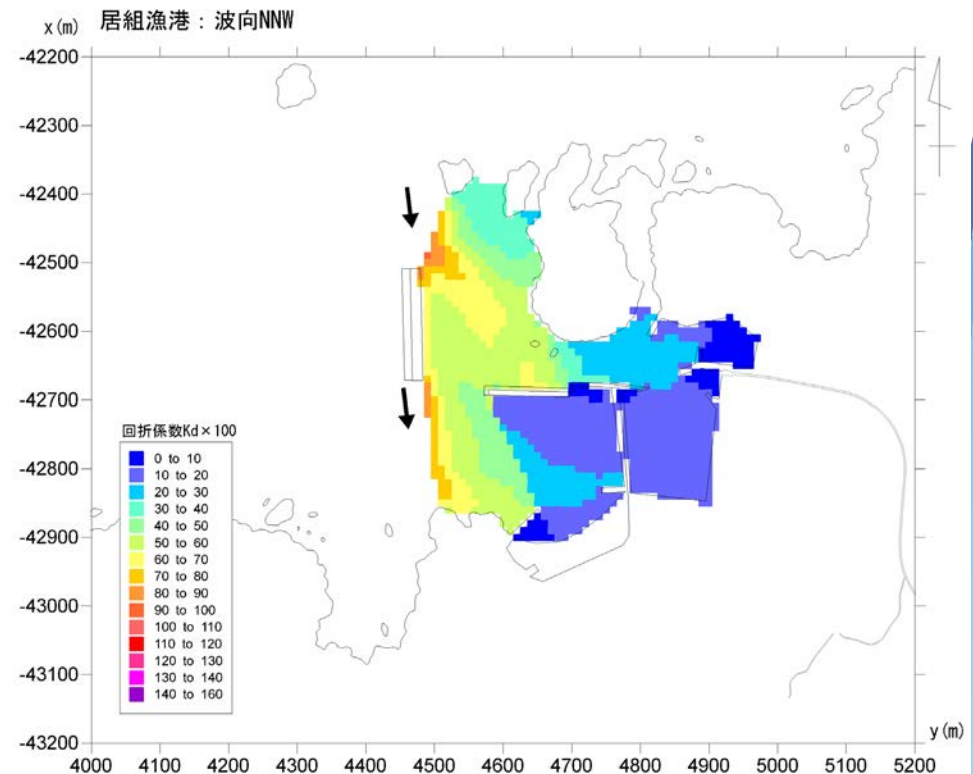 x(m) 居組漁港：波向NNW
-42200
-42300
-42400
-42500
-42600
-42700
-42800
-42900
-43000
-43100
-43200
回折係数Kd×100
0 to 10
10 to 20
20 to 30
30 to 40
40 to 50
50 to 60
60 to 70
70 to 80
80 to 90
90 to 100
100 to 110
110 to 120
120 to 130
130 to 140
140 to 160
y(m)
4000 4100 4200 4300 4400 4500 4600 4700 4800 4900 5000 5100 5200